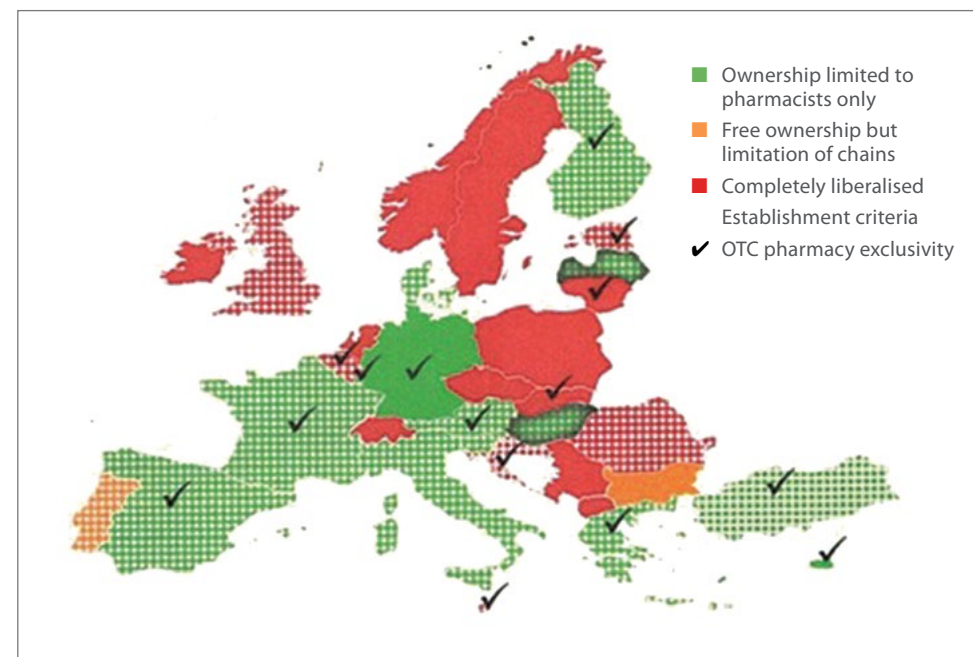 Ownership limited to
pharmacists only
Free ownership but
limitation of chains
Completely liberalised
Establishment criteria
OTC pharmacy exclusivity